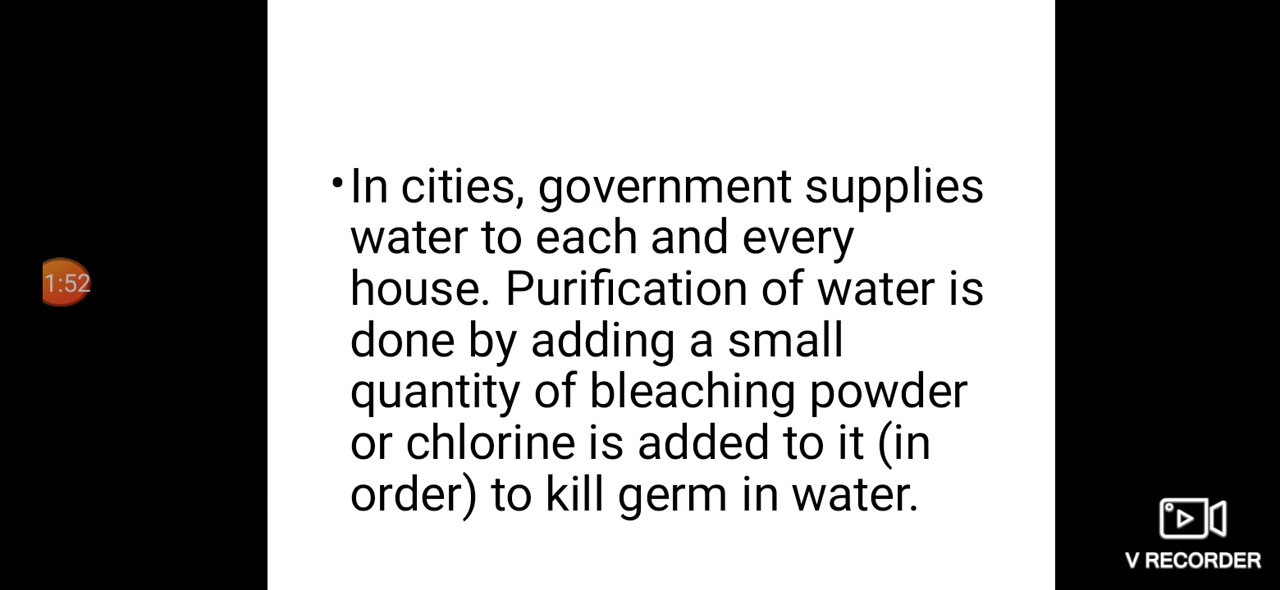 •In cities, government supplies
water to each and every
house. Purification of water is
done by adding a small
quantity of bleaching powder
or chlorine is added to it (in
order) to kill germ in water.
1:52
V RECORDER